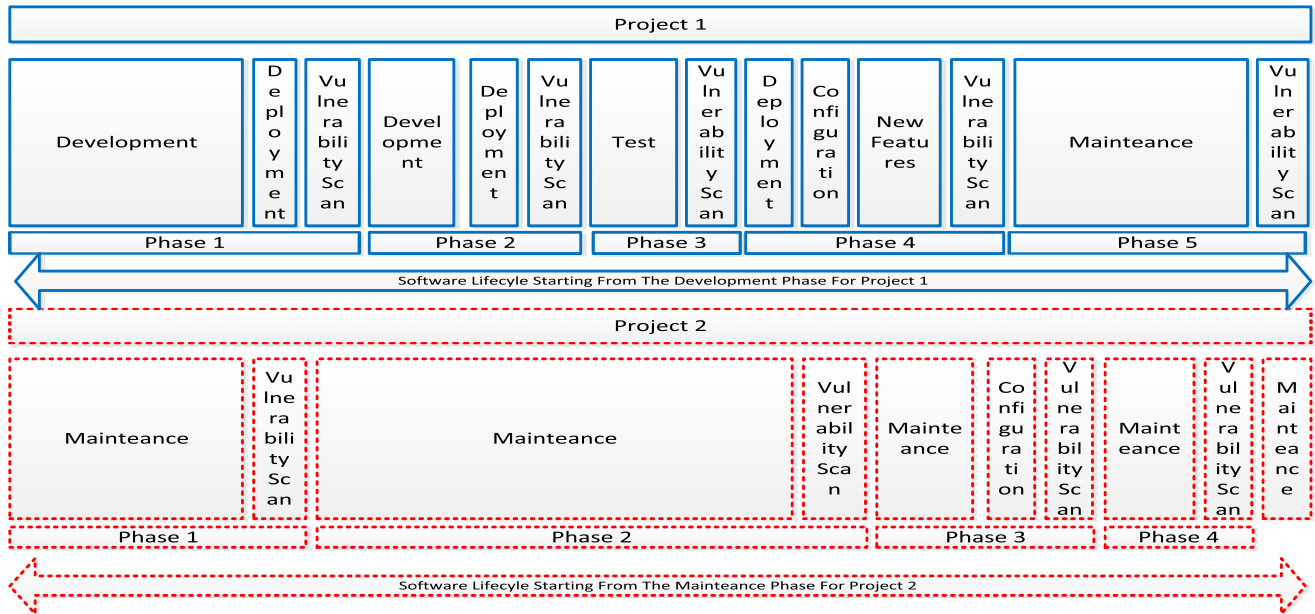 Project 1
Development
D
e
pl
o
y
m
e
nt
Vu
lne
ra
bili
ty
Sc
an
Devel
opme
nt
De
pl
oy
m
en
t
Vu
lne
ra
bili
ty
Sc
an
Test
Vu
ln
er
ab
ilit
y
Sc
an
D
ep
lo
y
m
en
t
Co
nfi
gu
ra
ti
on
New
Featu
res
Vu
lne
ra
bili
ty
Sc
an
Mainteance
Vu
ln
er
ab
ilit
y
Sc
an
Phase 1
Phase 2
Phase 3
Phase 4
Phase 5
Software Lifecyle Starting From The Development Phase For Project 1
Project 2
Mainteance
Vu
lne
ra
bili
ty
Sc
an
Mainteance
Vul
ner
abil
ity
Sca
n
Mainte
ance
Co
nfi
gu
ra
ti
on
V
ul
ne
ra
bil
ity
Sc
an
Maint
eance
V
ul
ne
ra
bil
ity
Sc
an
M
ai
nt
ea
nc
e
Phase 1
Phase 2
Phase 3
Phase 4
Software Lifecyle Starting From The Mainteance Phase For Project 2